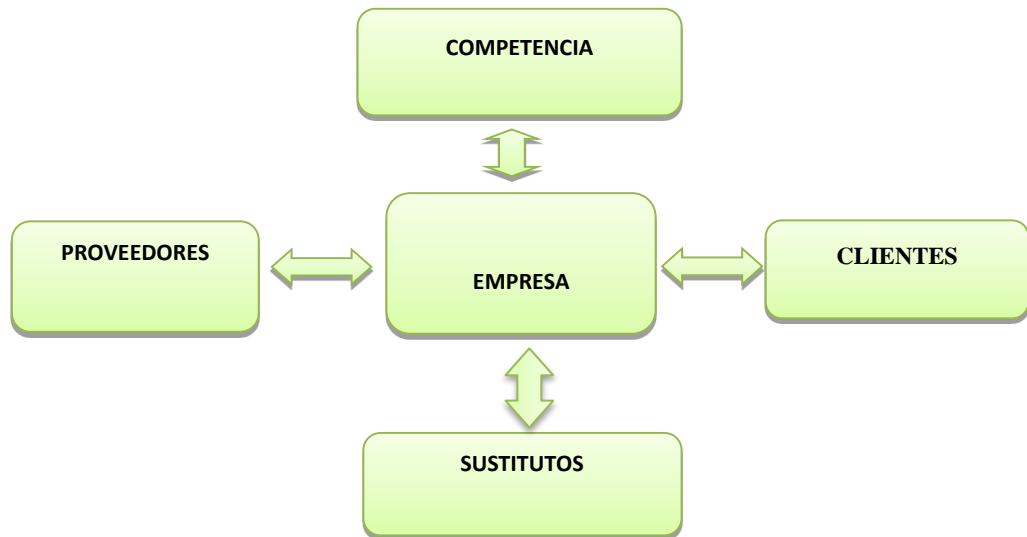 COMPETENCIA
PROVEEDORES
EMPRESA
CLIENTES
SUSTITUTOS